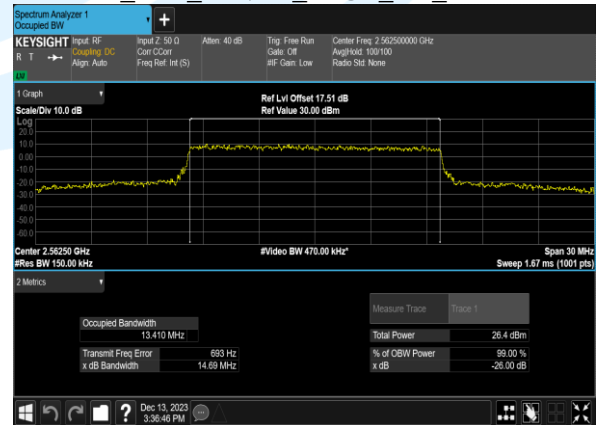 Spectrum Analyzer 1
Occupied BW
KEYSIGHT
R T
LW
Input: RF
Coupling: DC
Align: Auto
Input Z: 50 Ω
Corr CCorr
Freq Ref: Int (S)
Atten: 40 dB
Trig: Free Run
Gate: Off
#IF Gain: Low
Center Freq: 2.562500000 GHz
Avg|Hold: 100/100
Radio Std: None
1 Graph
Scale/Div 10.0 dB
Ref Lvl Offset 17.51 dB
Ref Value 30.00 dBm
Log
20.0
10.0
0.00
-10.0
-20.0
-30.0
-40.0
-50.0
-60.0
Center 2.56250 GHz
#Res BW 150.00 kHz
#Video BW 470.00 kHz*
Span 30 MHz
Sweep 1.67 ms (1001 pts)
2 Metrics
Measure Trace Trace 1
Occupied Bandwidth
13.410 MHz
Total Power 26.4 dBm
Transmit Freq Error 693 Hz
% of OBW Power 99.00 %
x dB Bandwidth 14.69 MHz
x dB -26.00 dB
?
Dec 13, 2023
3:36:46 PM